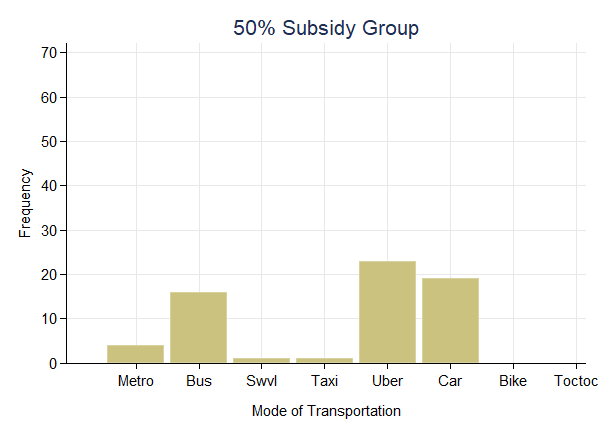 50% Subsidy Group
Frequency
70
60
50
40
30
20
10
0
Metro Bus Swvl Taxi Uber Car Bike Toctoc
Mode of Transportation